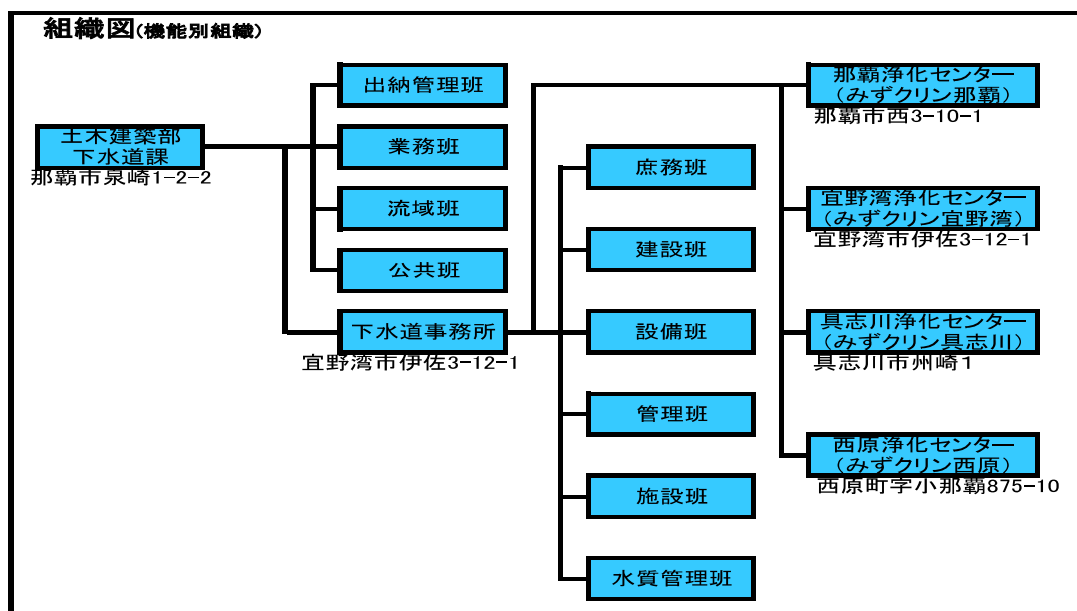 組織図(機能別組織)
土木建築部
下水道課
那覇市泉崎1-2-2
出納管理班
業務班
流域班
公共班
下水道事務所
宜野湾市伊佐3-12-1
庶務班
建設班
設備班
管理班
施設班
水質管理班
那覇浄化センター
(みずクリン那覇)
那覇市西3-10-1
宜野湾浄化センター
(みずクリン宜野湾)
宜野湾市伊佐3-12-1
具志川浄化センター
(みずクリン具志川)
具志川市州崎1
西原浄化センター
(みずクリン西原)
西原町字小那覇875-10